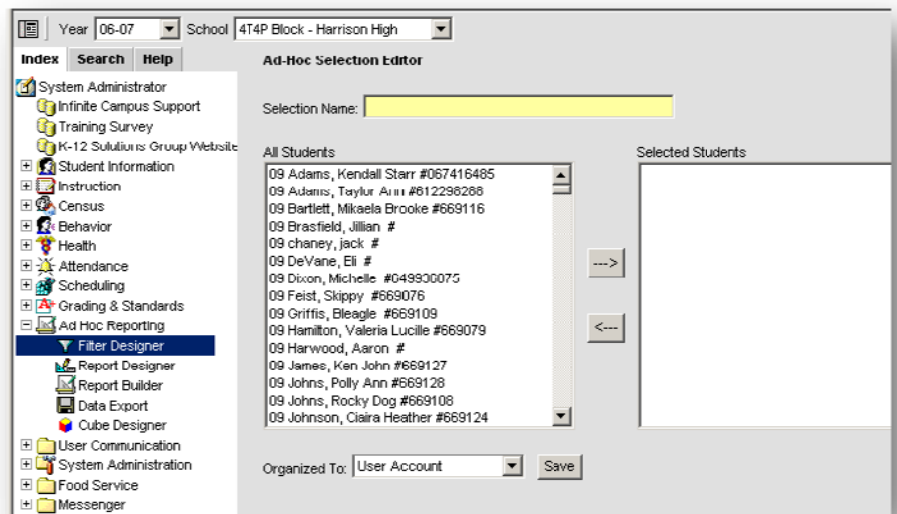 Year 06-07 School 4T4P Block - Harrison High
Index Search Help
System Administrator
Infinite Campus Support
Training Survey
K-12 Solutions Group Website
Student Information
Instruction
Census
Behavior
Health
Attendance
Scheduling
Grading & Standards
Ad Hoc Reporting
Filter Designer
Report Designer
Report Builder
Data Export
Cube Designer
User Communication
System Administration
Food Service
Messenger
Ad-Hoc Selection Editor
Selection Name:
All Students
09 Adams, Kendall Starr #067416485
09 Adams, Taylor Ann #612298288
09 Bartlett, Mikaela Brooke #669116
09 Brasfield, Jillian #
09 chaney, jack #
09 DeVane, Eli #
09 Dixon, Michelle #649936075
09 Feist, Skippy #669076
09 Griffis, Bleagle #669109
09 Hamilton, Valeria Lucille #669079
09 Harwood, Aaron #
09 James, Ken John #669127
09 Johns, Polly Ann #669128
09 Johns, Rocky Dog #669108
09 Johnson, Claira Heather #669124
--->
<---
Selected Students
Organized To: User Account Save